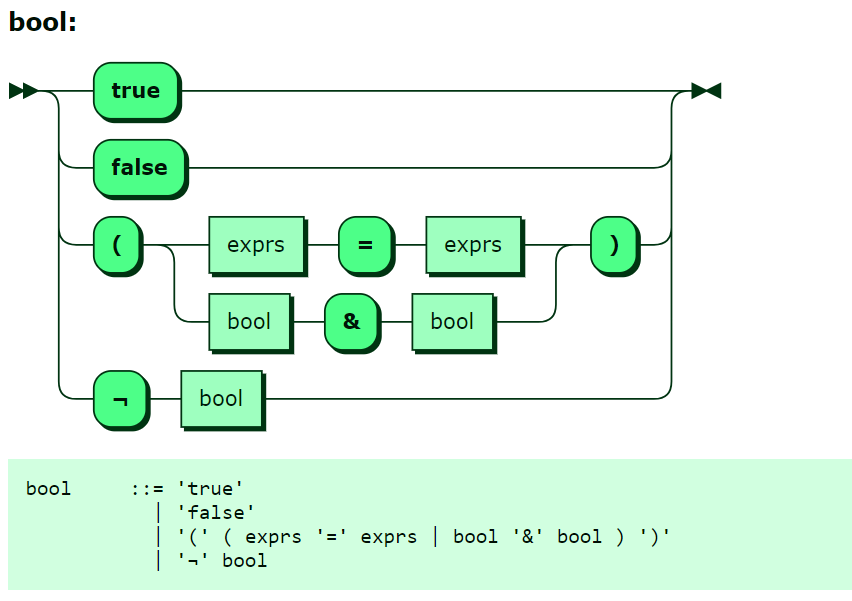 bool:
true
false
( exprs = exprs )
bool & bool
¬ bool
bool ::= 'true'
| 'false'
| '(' ( exprs '=' exprs | bool '&' bool ) ')'
| '¬' bool